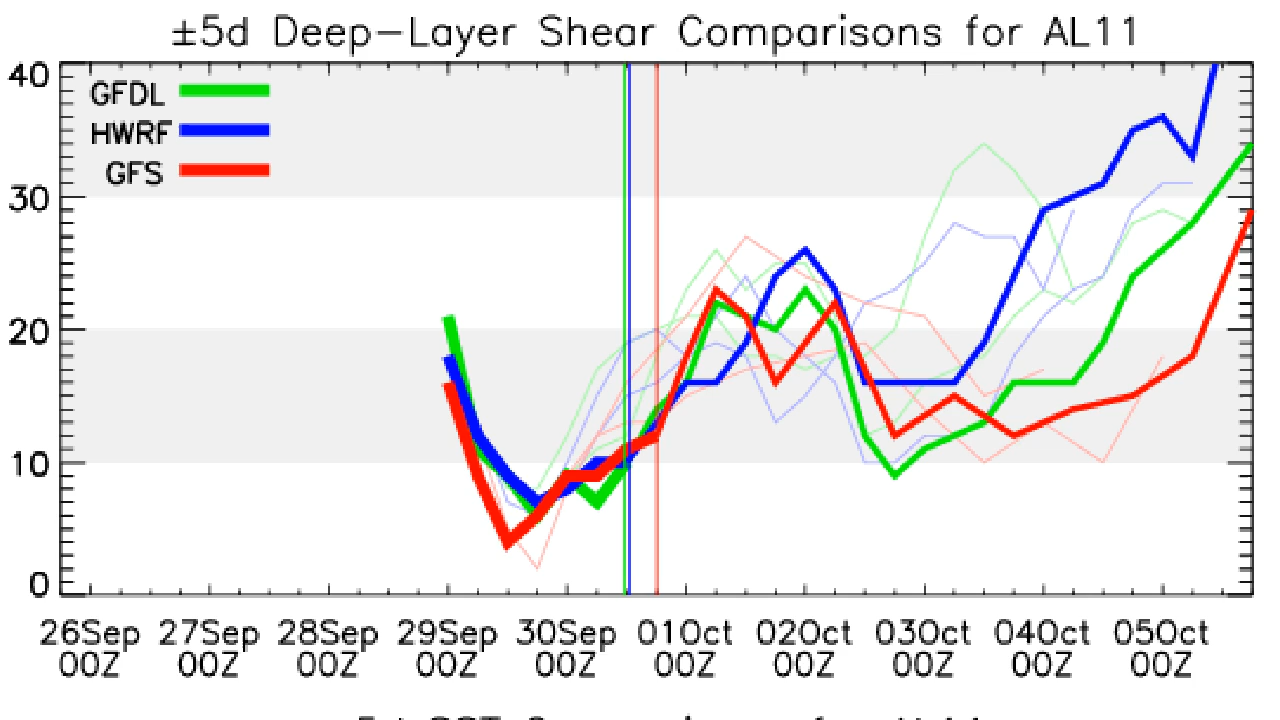 ±5d Deep-Layer Shear Comparisons for AL11
40
30
20
10
0
GFDL
HWRF
GFS
26Sep 27Sep 28Sep 29Sep 30Sep 01Oct 02Oct 03Oct 04Oct 05Oct
00Z 00Z 00Z 00Z 00Z 00Z 00Z 00Z 00Z 00Z